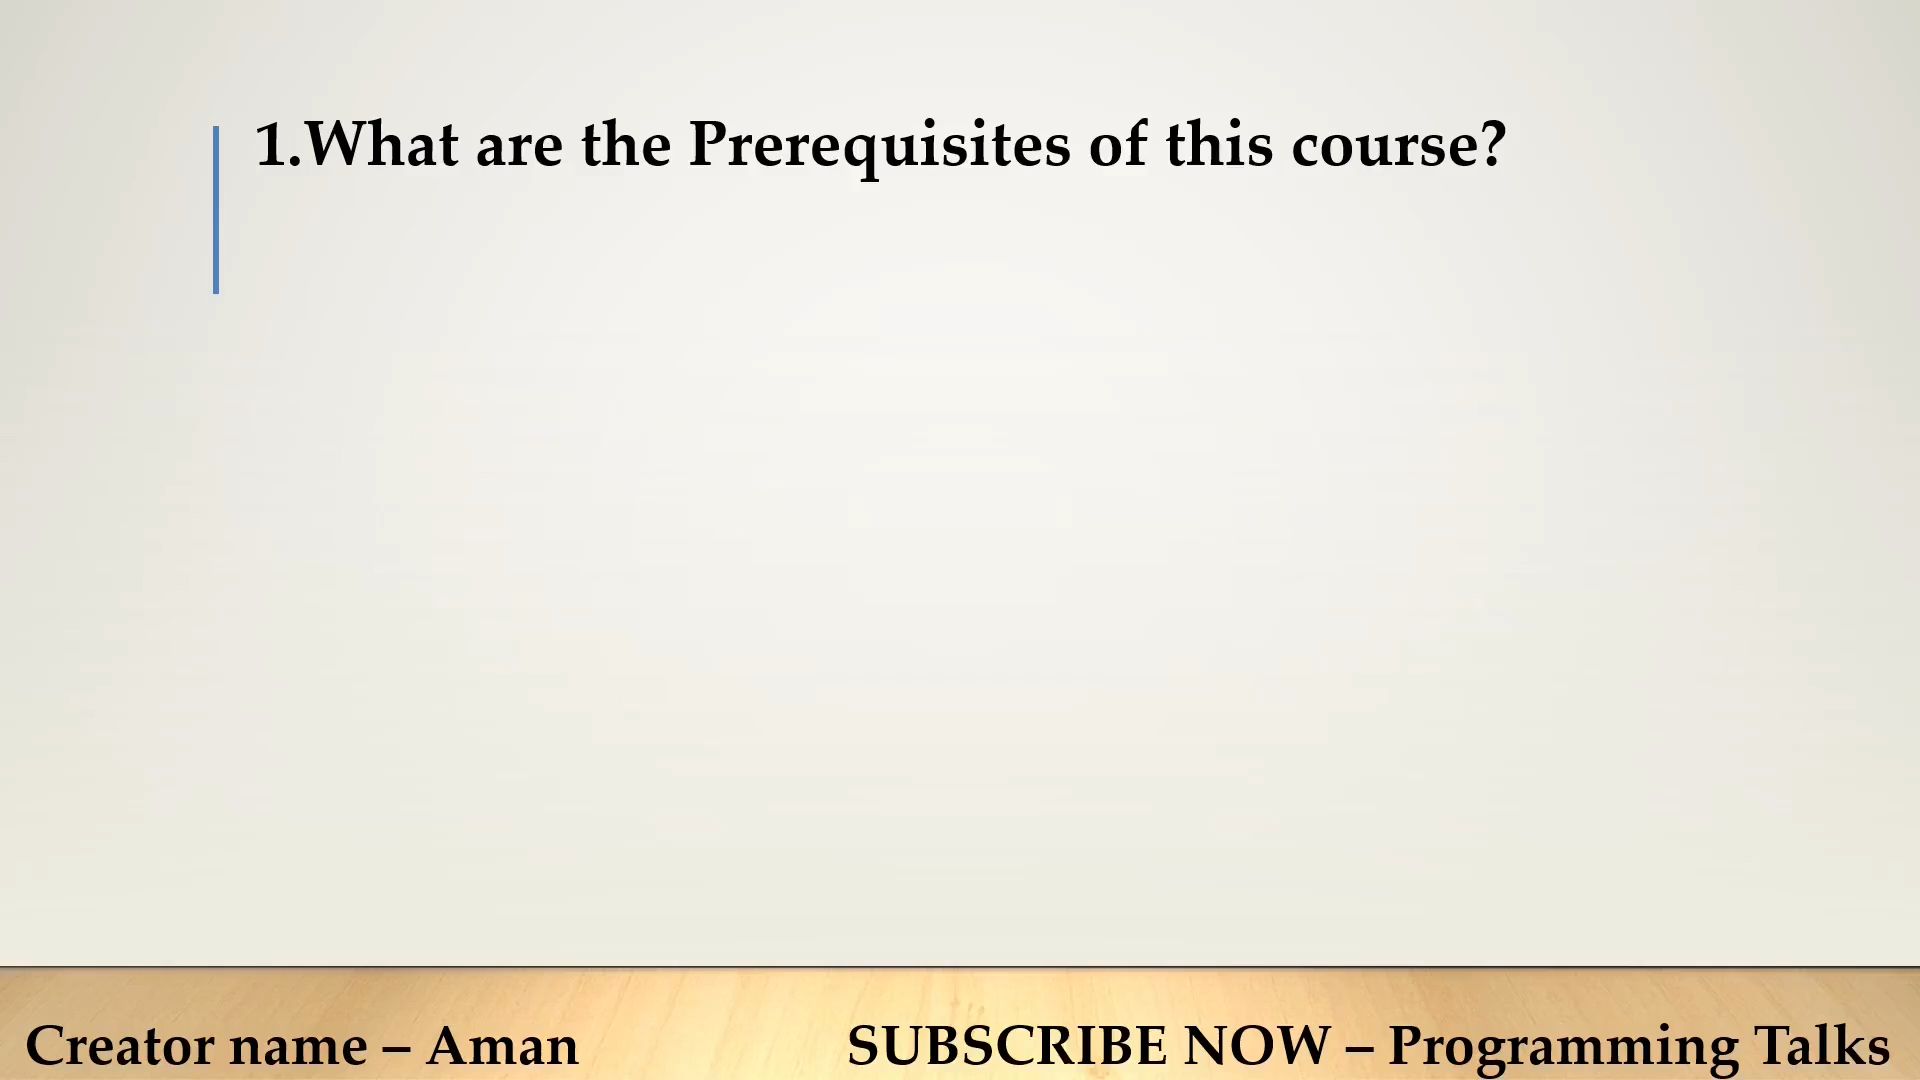 1.What are the Prerequisites of this course?
Creator name – Aman
SUBSCRIBE NOW – Programming Talks